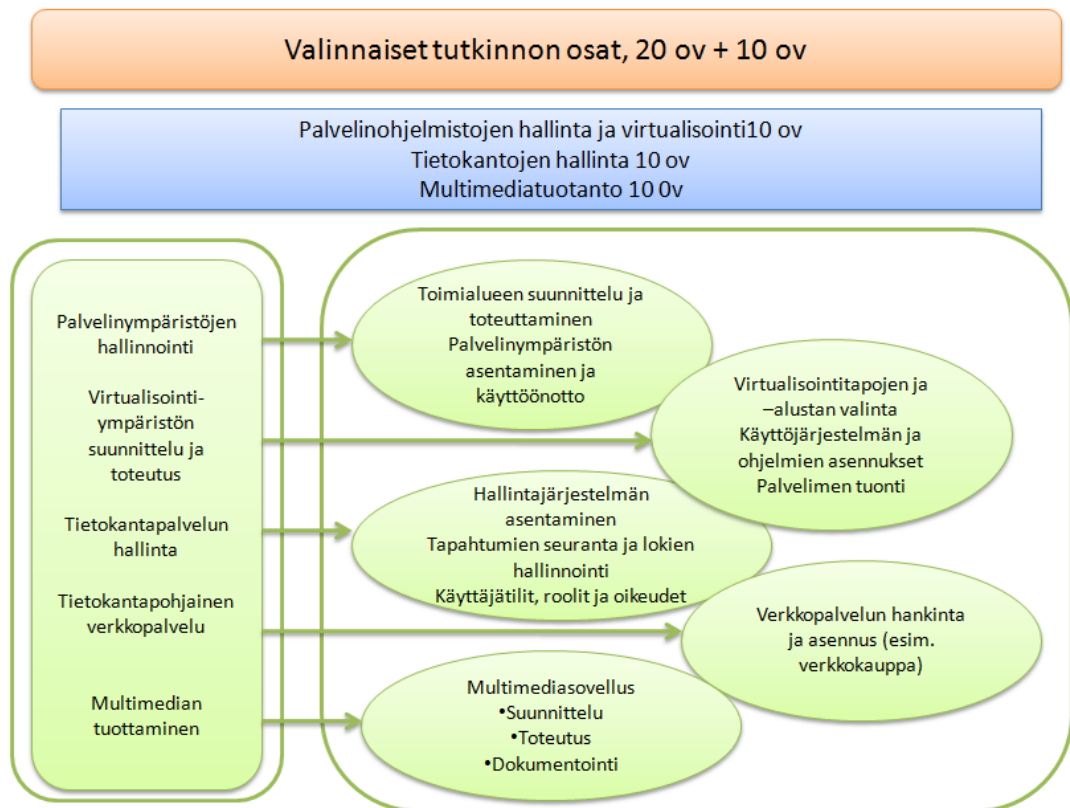 Valinnaiset tutkinnon osat, 20 ov + 10 ov
Palvelinohjelmistojen hallinta ja virtualisointi10 ov
Tietokantojen hallinta 10 ov
Multimediatuotanto 10 0v
Palvelinympäristöjen
hallinnointi
Virtualisointi-
ympäristön
suunnittelu ja
toteutus
Tietokantapalvelun
hallinta
Tietokantapohjainen
verkkopalvelu
Multimedian
tuottaminen
Toimialueen suunnittelu ja
toteuttaminen
Palvelinympäristön
asentaminen ja
käyttöönotto
Virtualisointitapojen ja
–alustan valinta
Käyttöjärjestelmän ja
ohjelmien asennukset
Palvelimen tuonti
Hallintajärjestelmän
asentaminen
Tapahtumien seuranta ja lokien
hallinnointi
Käyttäjätilit, roolit ja oikeudet
Verkkopalvelun hankinta
ja asennus (esim.
verkkokauppa)
Multimediasovellus
•Suunnittelu
•Toteutus
•Dokumentointi